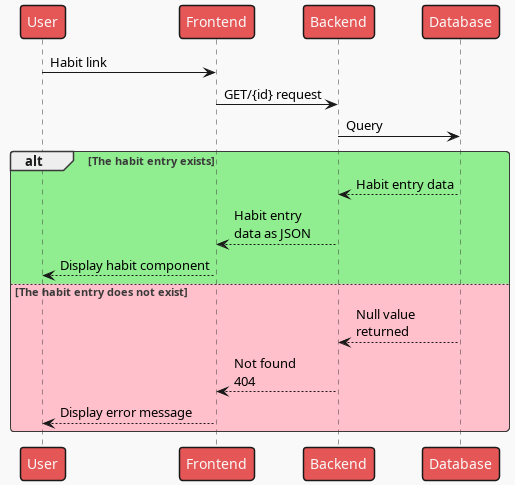 User Frontend Backend Database
Habit link
GET/{id} request
Query
alt [The habit entry exists]
Habit entry data
Habit entry
data as JSON
Display habit component
[The habit entry does not exist]
Null value
returned
Not found
404
Display error message
User Frontend Backend Database